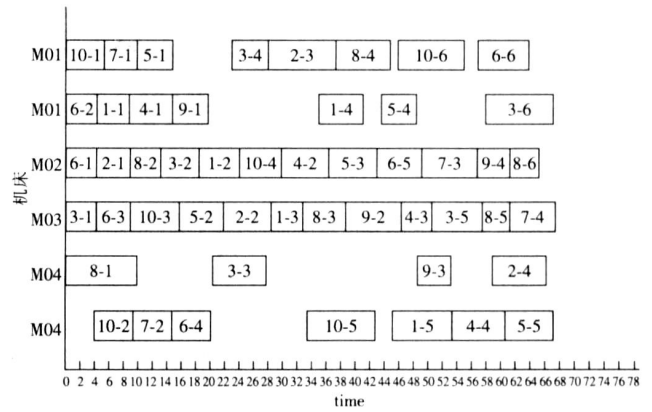 M01 10-1 7-1 5-1 3-4 2-3 8-4 10-6 6-6
M01 6-2 1-1 4-1 9-1 1-4 5-4 3-6
M02 6-1 2-1 8-2 3-2 1-2 10-4 4-2 5-3 6-5 7-3 9-4 8-6
机床
M03 3-1 6-3 10-3 5-2 2-2 1-3 8-3 9-2 4-3 3-5 8-5 7-4
M04 8-1 3-3 9-3 2-4
M04 10-2 7-2 6-4 10-5 1-5 4-4 5-5
0 2 4 6 8 10 12 14 16 18 20 22 24 26 28 30 32 34 36 38 40 42 44 46 48 50 52 54 56 58 60 62 64 66 68 70 72 74 76 78
time